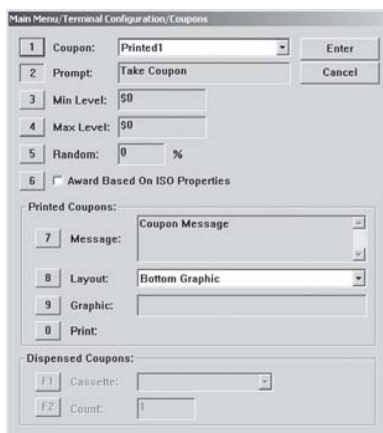 Main Menu/Terminal Configuration/Coupons
1 Coupon: Printed1 Enter
2 Prompt: Take Coupon Cancel
3 Min Level: $0
4 Max Level: $0
5 Random: 0 %
6 Award Based On ISO Properties
Printed Coupons:
7 Message: Coupon Message
8 Layout: Bottom Graphic
9 Graphic:
0 Print:
Dispensed Coupons:
F1 Cassette:
F2 Count: 1